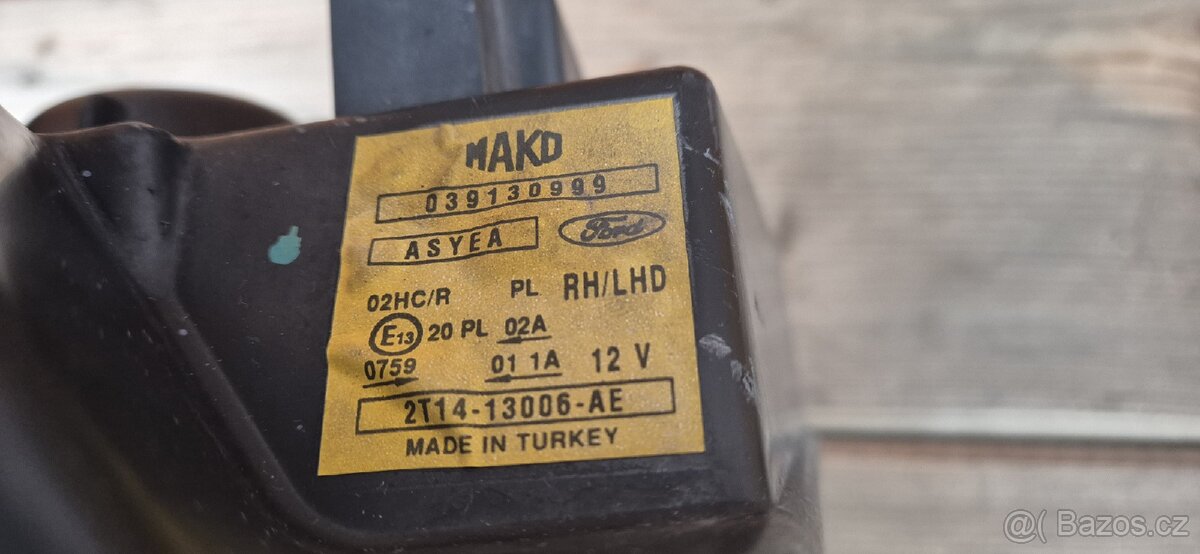 MAKO
039130999
ASYEA Ford
02HC/R PL RH/LHD
E13 20 PL 02A
0759 01 1A 12 V
2T14-13006-AE
MADE IN TURKEY
@( Bazos.cz